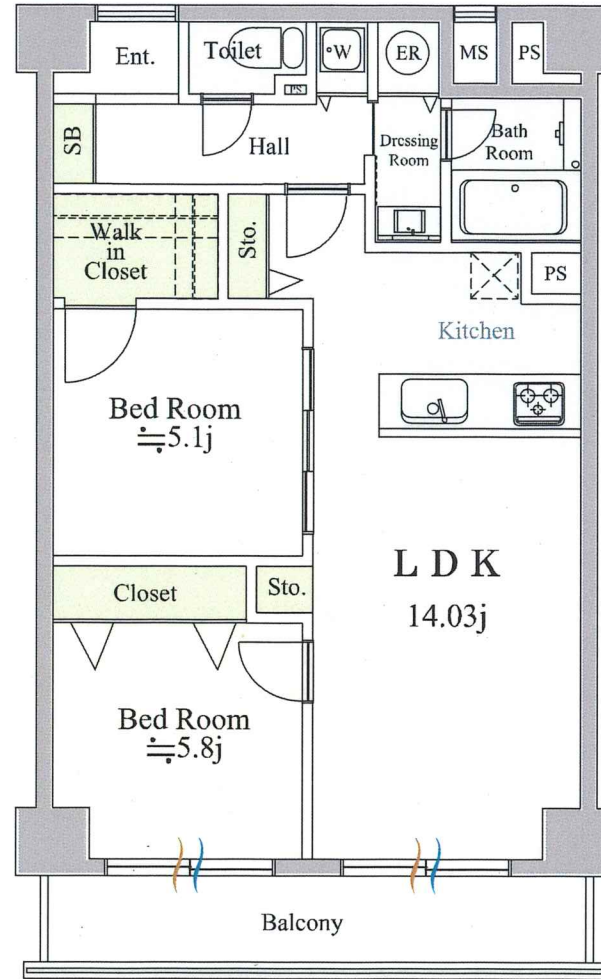 Ent.
Toilet
W
ER
MS
PS
PS
SB
Hall
Dressing
Room
Bath
Room
Walk
in
Closet
Sto.
PS
Kitchen
Bed Room
≒5.1j
LDK
14.03j
Closet
Sto.
Bed Room
≒5.8j
Balcony